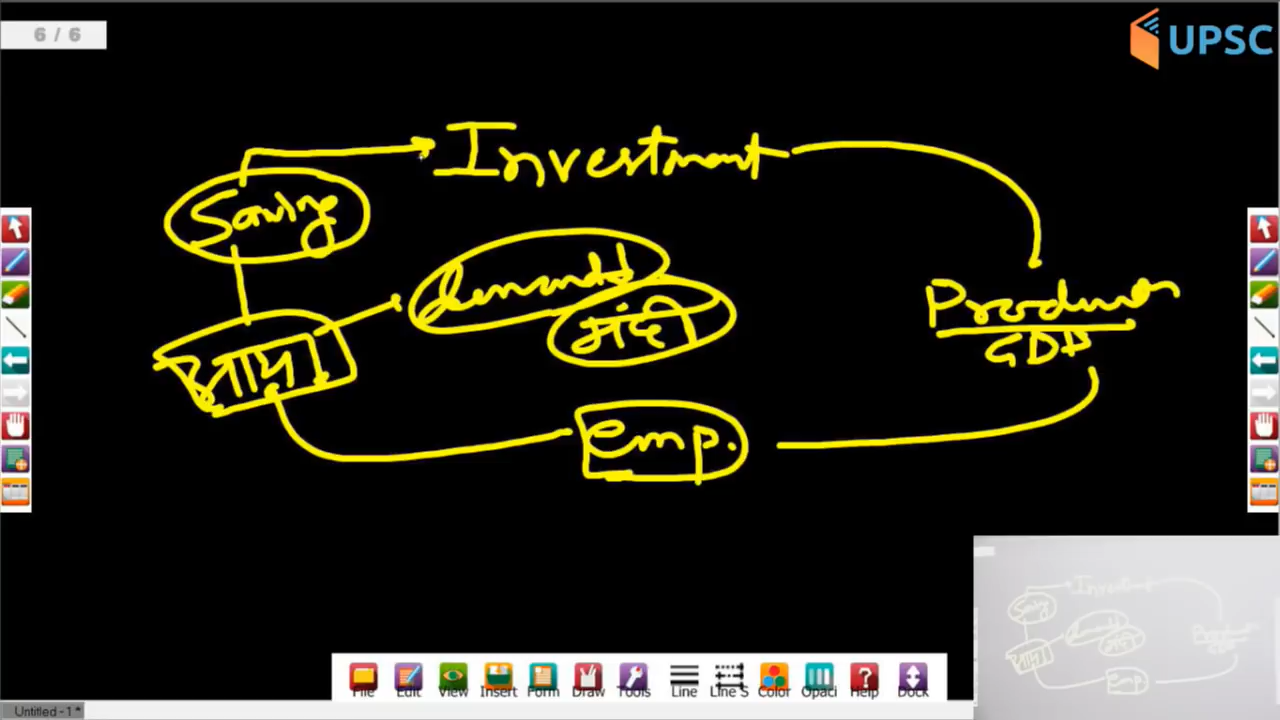 6 / 6
UPSC
Investment
Saving
demand
मंदी
Production
GDP
आय
emp.
File Edit View Insert Form Draw Tools Line Line S Color Opaci Help Dock
Untitled - 1 *